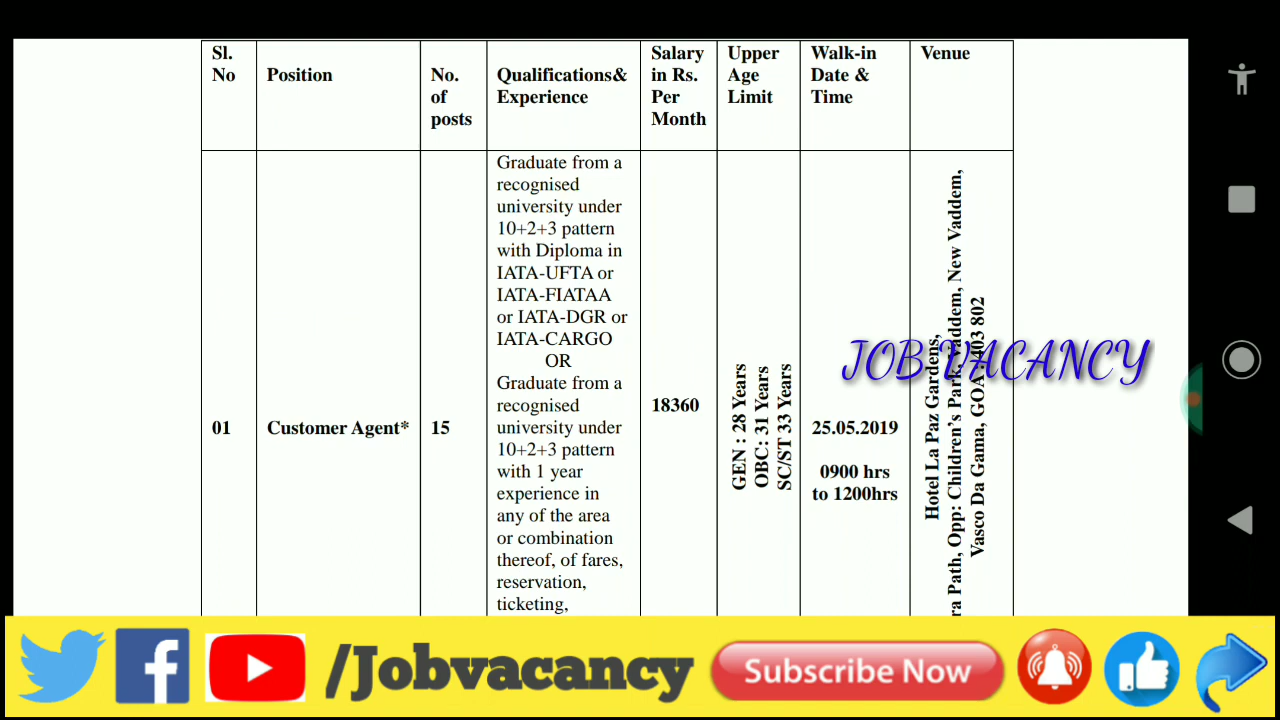 Sl.
No
Position
No.
of
posts
Qualifications&
Experience
Salary
in Rs.
Per
Month
Upper
Age
Limit
Walk-in
Date &
Time
Venue
01
Customer Agent*
15
Graduate from a
recognised
university under
10+2+3 pattern
with Diploma in
IATA-UFTA or
IATA-FIATAA
or IATA-DGR or
IATA-CARGO
OR
Graduate from a
recognised
university under
10+2+3 pattern
with 1 year
experience in
any of the area
or combination
thereof, of fares,
reservation,
ticketing,
18360
GEN : 28 Years
OBC: 31 Years
SC/ST 33 Years
25.05.2019
0900 hrs
to 1200hrs
Hotel La Paz Gardens,
Path, Opp: Children's Park, Vaddem, New Vaddem,
Vasco Da Gama, GOA: 403 802
JOB VACANCY
/Jobvacancy
Subscribe Now